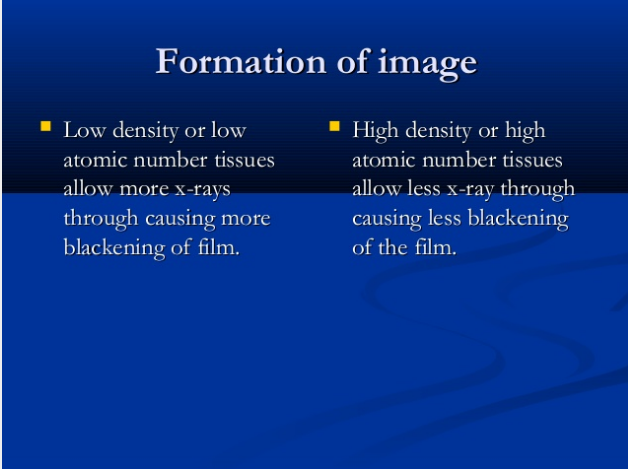 Formation of image
Low density or low
atomic number tissues
allow more x-rays
through causing more
blackening of film.
High density or high
atomic number tissues
allow less x-ray through
causing less blackening
of the film.